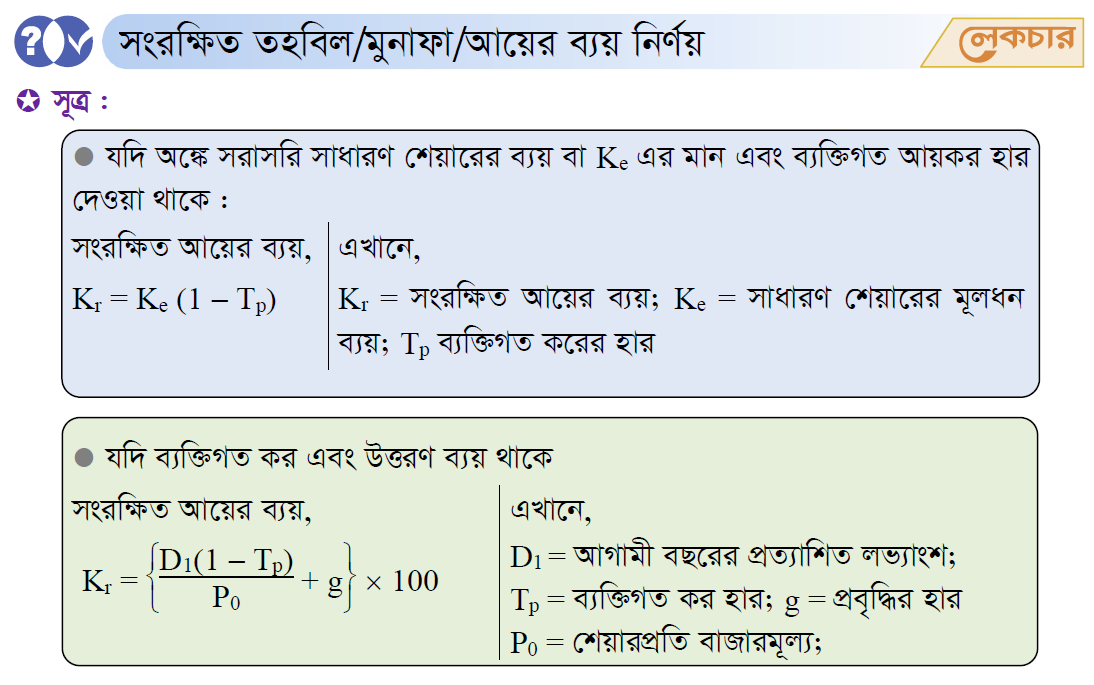 সংরক্ষিত তহবিল/মুনাফা/আয়ের ব্যয় নির্ণয়
লেকচার
সূত্র :
যদি অঙ্কে সরাসরি সাধারণ শেয়ারের ব্যয় বা Ke এর মান এবং ব্যক্তিগত আয়কর হার
দেওয়া থাকে :
সংরক্ষিত আয়ের ব্যয়,
Kr = Ke (1 – Tp)
এখানে,
Kr = সংরক্ষিত আয়ের ব্যয়; Ke = সাধারণ শেয়ারের মূলধন
ব্যয়; Tp ব্যক্তিগত করের হার
যদি ব্যক্তিগত কর এবং উত্তরণ ব্যয় থাকে
সংরক্ষিত আয়ের ব্যয়,
Kr = {D1(1 – Tp)/P0 + g} × 100
এখানে,
D1 = আগামী বছরের প্রত্যাশিত লভ্যাংশ;
Tp = ব্যক্তিগত কর হার; g = প্রবৃদ্ধির হার
P0 = শেয়ারপ্রতি বাজারমূল্য;